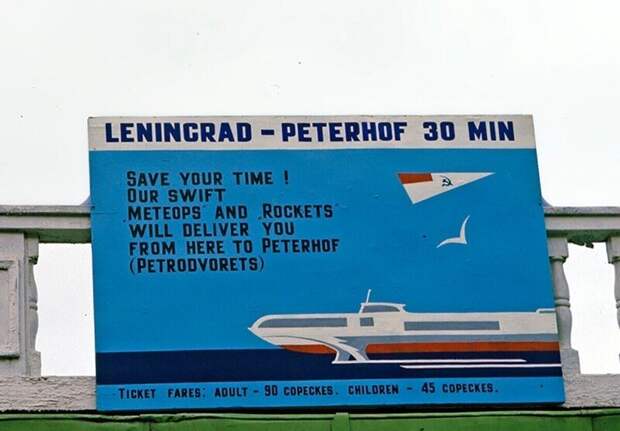 LENINGRAD – PETERHOF 30 MIN
SAVE YOUR TIME !
OUR SWIFT
„METEOPS" AND „ROCKETS"
WILL DELIVER YOU
FROM HERE TO PETERHOF
(PETRODVORETS)
TICKET FARES: ADULT – 90 COPECKES. CHILDREN – 45 COPECKES.